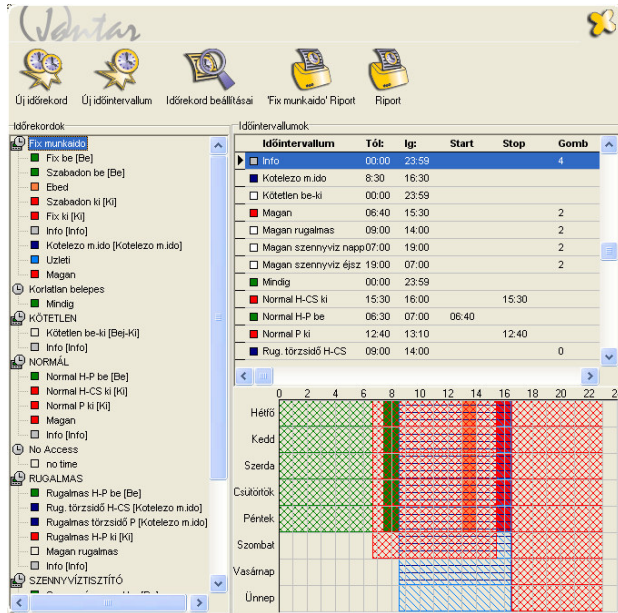 Jantar
Új időrekord Új időintervallum Időrekord beállításai 'Fix munkaido' Riport Riport
Időrekordok
Fix munkaido
Fix be [Be]
Szabadon be [Be]
Ebed
Szabadon ki [Ki]
Fix ki [Ki]
Info [Info]
Kotelezo m.ido [Kotelezo m.ido]
Uzleti
Magan
Korlatlan belepes
Mindig
KÖTETLEN
Kötetlen be-ki [Bej-Ki]
Info [Info]
NORMÁL
Normal H-P be [Be]
Normal H-CS ki [Ki]
Normal P ki [Ki]
Magan
Info [Info]
No Access
no time
RUGALMAS
Rugalmas H-P be [Be]
Rug. törzsidő H-CS [Kotelezo m.ido]
Rugalmas törzsidő P [Kotelezo m.ido]
Rugalmas H-P ki [Ki]
Magan rugalmas
Info [Info]
SZENNYVÍZTISZTÍTÓ
Időintervallumok
Időintervallum Tól: Ig: Start Stop Gomb
Info 00:00 23:59 4
Kotelezo m.ido 8:30 16:30
Kötetlen be-ki 00:00 23:59
Magan 06:40 15:30 2
Magan rugalmas 09:00 14:00 2
Magan szennyviz napp 07:00 19:00 2
Magan szennyviz éjsz 19:00 07:00 2
Mindig 00:00 23:59
Normal H-CS ki 15:30 16:00 15:30
Normal H-P be 06:30 07:00 06:40
Normal P ki 12:40 13:10 12:40
Rug. törzsidő H-CS 09:00 14:00 0
0 2 4 6 8 10 12 14 16 18 20 22
Hétfő
Kedd
Szerda
Csütörtök
Péntek
Szombat
Vasárnap
Ünnep